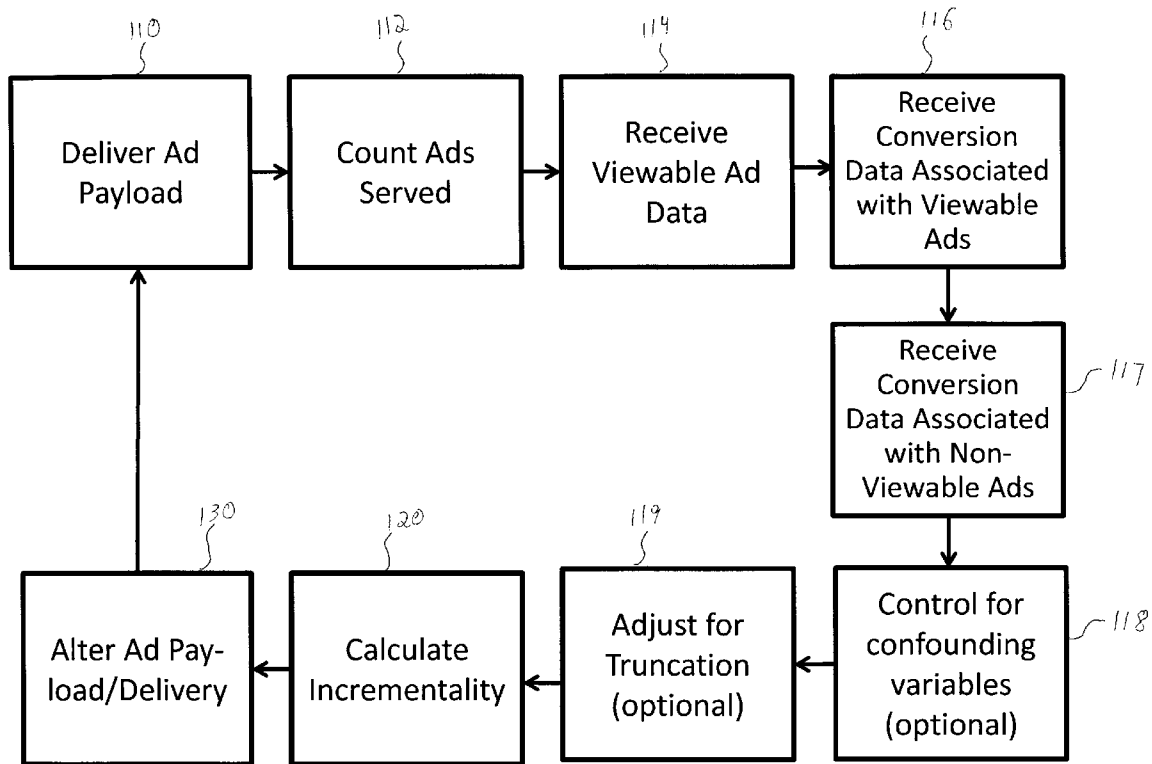 110
112
114
116
Deliver Ad
Payload
Count Ads
Served
Receive
Viewable Ad
Data
Receive
Conversion
Data Associated
with Viewable
Ads
Receive
Conversion
Data Associated
with Non-
Viewable Ads
117
130
120
119
Alter Ad Pay-
load/Delivery
Calculate
Incrementality
Adjust for
Truncation
(optional)
Control for
confounding
variables
(optional)
118